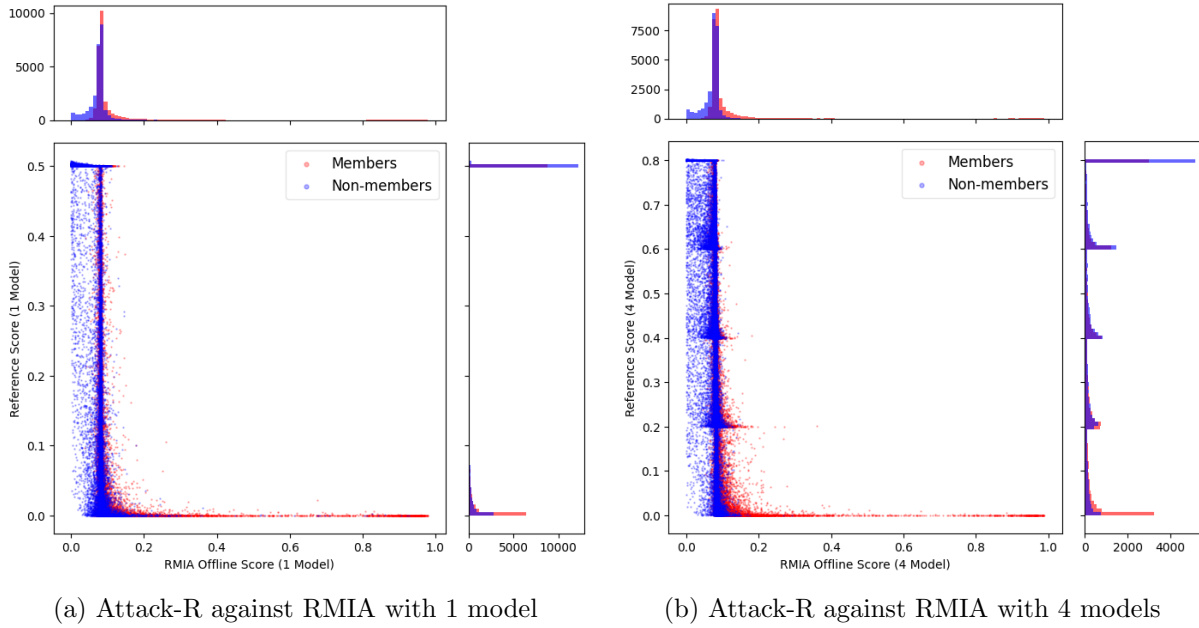 10000
5000
0
0.5
0.4
0.3
0.2
0.1
0.0
Reference Score (1 Model)
Members
Non-members
0.0 0.2 0.4 0.6 0.8 1.0
RMIA Offline Score (1 Model)
0 5000 10000
(a) Attack-R against RMIA with 1 model
7500
5000
2500
0
0.8
0.7
0.6
0.5
0.4
0.3
0.2
0.1
0.0
Reference Score (4 Model)
Members
Non-members
0.0 0.2 0.4 0.6 0.8 1.0
RMIA Offline Score (4 Model)
0 2000 4000
(b) Attack-R against RMIA with 4 models